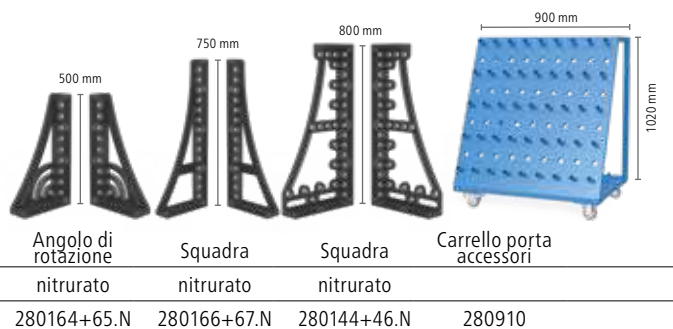 900 mm
800 mm
750 mm
500 mm
1020 mm
Angolo di rotazione
Squadra
Squadra
Carrello porta accessori
nitrurato
nitrurato
nitrurato
280164+65.N
280166+67.N
280144+46.N
280910